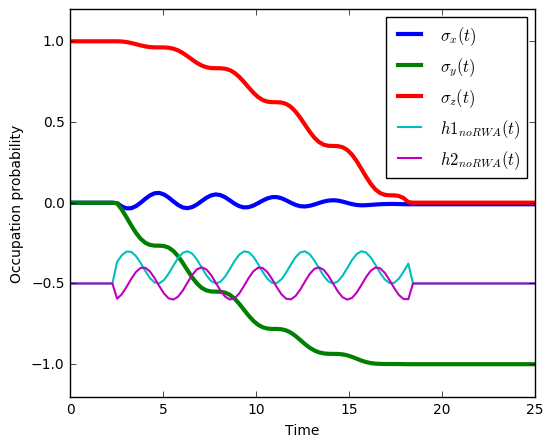 1.0
0.5
0.0
−0.5
−1.0
Occupation probability
0
5
10
15
20
25
Time
σx(t)
σy(t)
σz(t)
h1noRWA(t)
h2noRWA(t)